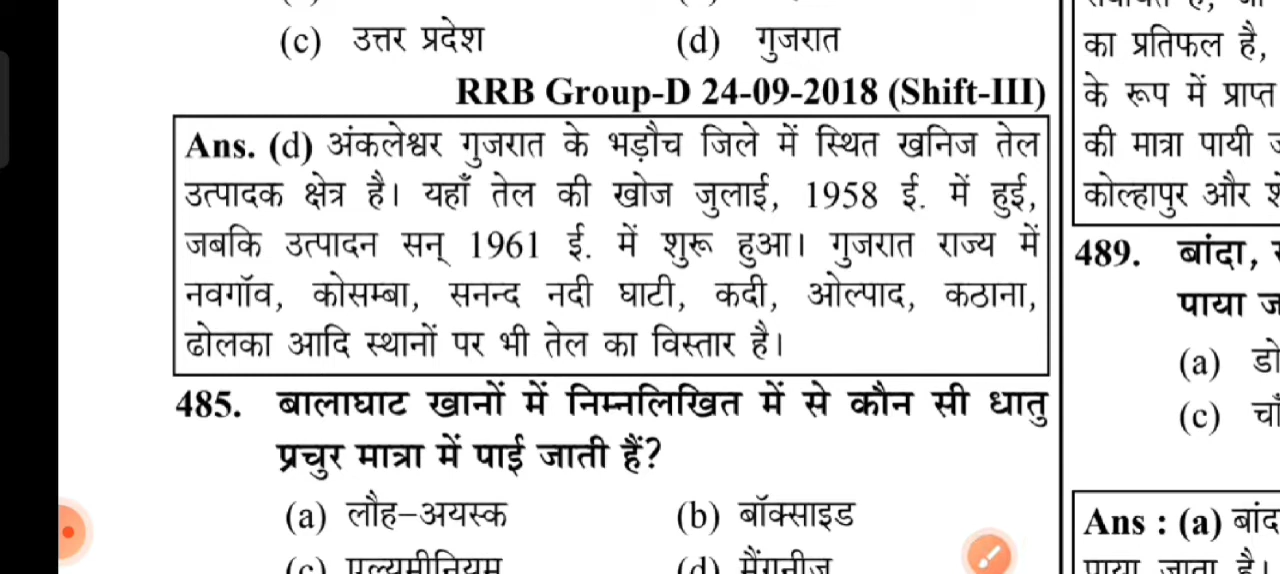 (c) उत्तर प्रदेश (d) गुजरात
RRB Group-D 24-09-2018 (Shift-III)
Ans. (d) अंकलेश्वर गुजरात के भड़ौच जिले में स्थित खनिज तेल
उत्पादक क्षेत्र है। यहाँ तेल की खोज जुलाई, 1958 ई. में हुई,
जबकि उत्पादन सन् 1961 ई. में शुरू हुआ। गुजरात राज्य में
नवगॉव, कोसम्बा, सनन्द नदी घाटी, कदी, ओल्पाद, कठाना,
ढोलका आदि स्थानों पर भी तेल का विस्तार है।
485. बालाघाट खानों में निम्नलिखित में से कौन सी धातु
प्रचुर मात्रा में पाई जाती हैं?
(a) लौह-अयस्क (b) बॉक्साइड
(c) एल्यूमीनियम (d) मैंगनीज
का प्रतिफल है,
के रूप में प्राप्त
की मात्रा पायी
कोल्हापुर और
489. बांदा,
पाया
(a)
(c)
Ans : (a)
पाया जाता है।